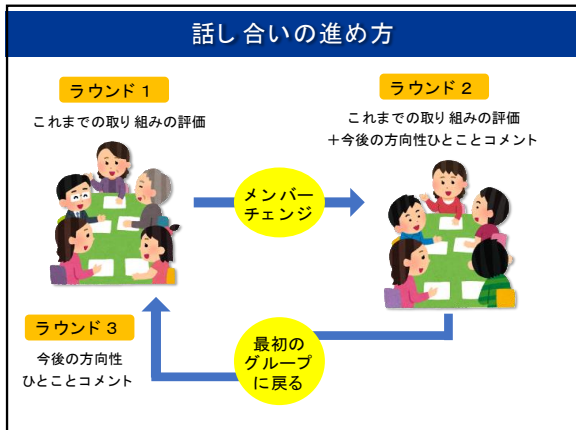 話し合いの進め方
ラウンド１
これまでの取り組みの評価
メンバー
チェンジ
ラウンド２
これまでの取り組みの評価
＋今後の方向性ひとことコメント
最初の
グループ
に戻る
ラウンド３
今後の方向性
ひとことコメント